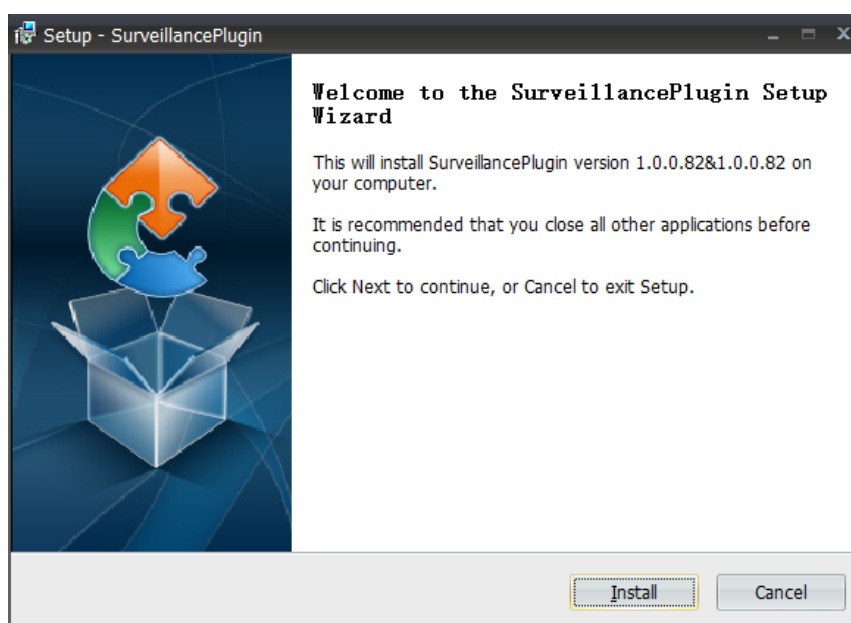 Setup - SurveillancePlugin
Welcome to the SurveillancePlugin Setup
Wizard
This will install SurveillancePlugin version 1.0.0.82&1.0.0.82 on
your computer.
It is recommended that you close all other applications before
continuing.
Click Next to continue, or Cancel to exit Setup.
Install
Cancel